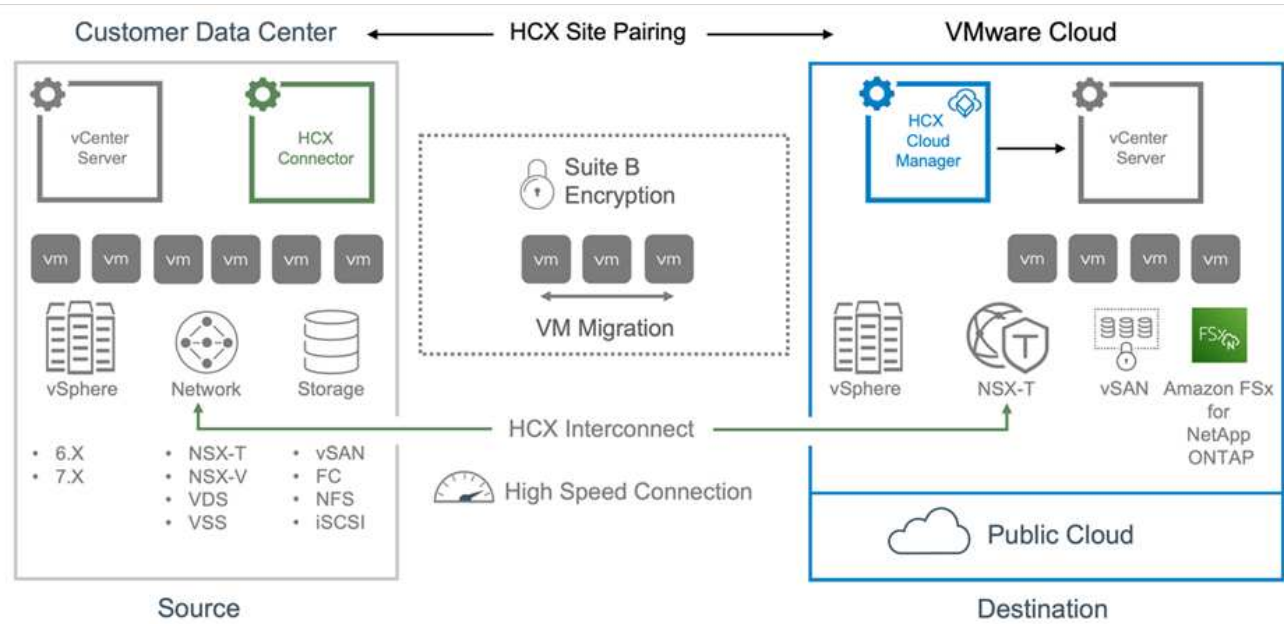 Customer Data Center
HCX Site Pairing
VMware Cloud
vCenter
Server
HCX
Connector
Suite B
Encryption
HCX
Cloud
Manager
vCenter
Server
vm vm vm vm vm vm
vm vm vm
vm vm vm vm
VM Migration
vSphere
Network
Storage
vSphere
NSX-T
T
vSAN
FSx
N
Amazon FSx
for
NetApp
ONTAP
HCX Interconnect
• 6.X
• 7.X
• NSX-T
• NSX-V
• VDS
• VSS
• vSAN
• FC
• NFS
• iSCSI
High Speed Connection
Public Cloud
Source
Destination